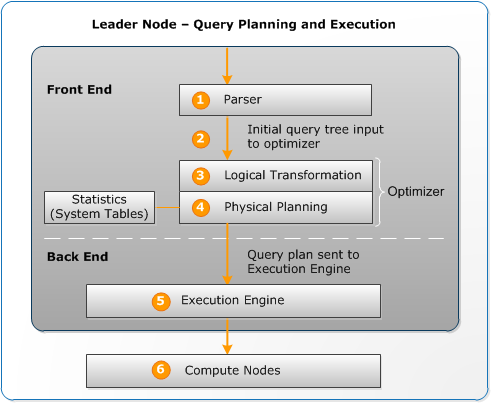 Leader Node – Query Planning and Execution
Front End
1 Parser
2 Initial query tree input
to optimizer
3 Logical Transformation
Optimizer
Statistics
(System Tables)
4 Physical Planning
Back End
Query plan sent to
Execution Engine
5 Execution Engine
6 Compute Nodes